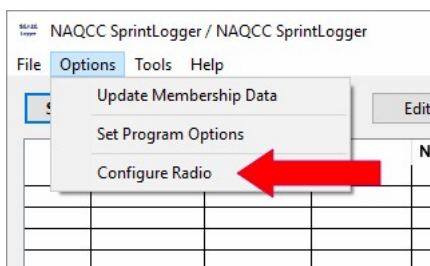 NAQCC SprintLogger / NAQCC SprintLogger
File Options Tools Help
Update Membership Data
Edit
Set Program Options
N
Configure Radio